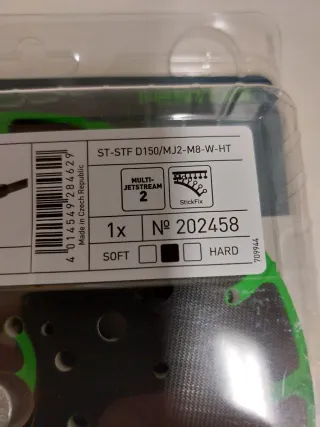 ST-STF D150/MJ2-M8-W-HT
MULTI-
JETSTREAM
2
StickFix
1x
№ 202458
SOFT HARD
4 014549 284629
Made in Czech Republic
709944